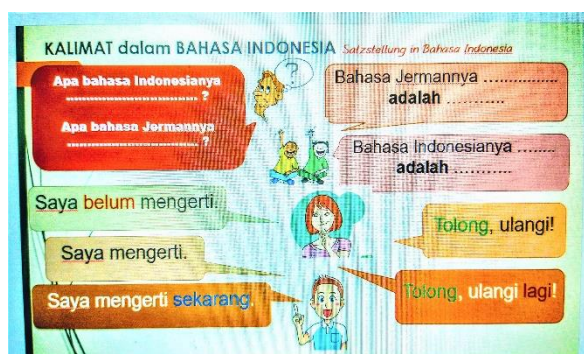 KALIMAT dalam BAHASA INDONESIA Satzstellung in Bahasa Indonesia
Apa bahasa Indonesianya
.............................. ?
Apa bahasa Jermannya
.............................. ?
?
Bahasa Jermannya ................
adalah ............
Bahasa Indonesianya ........
adalah ............
Saya belum mengerti.
Saya mengerti.
Saya mengerti sekarang.
Tolong, ulangi!
Tolong, ulangi lagi!